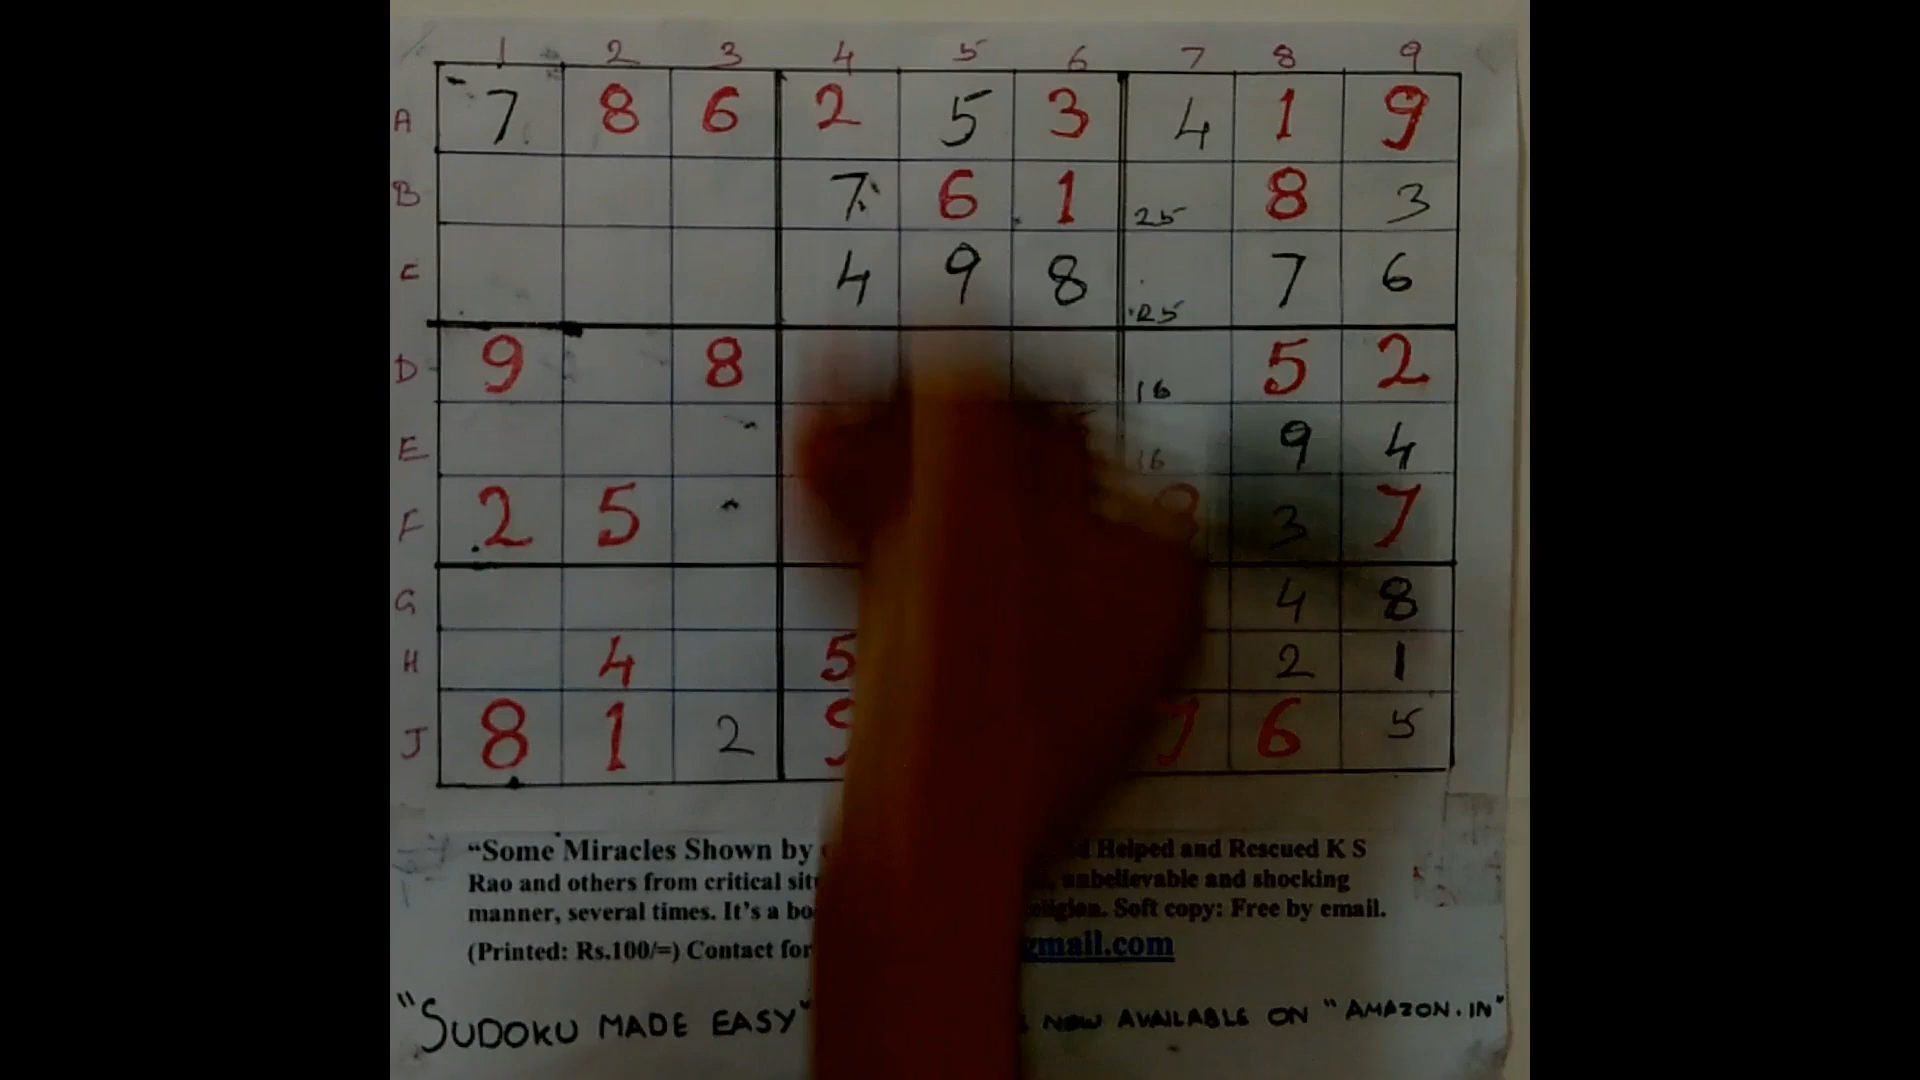 1 2 3 4 5 6 7 8 9
A 7 8 6 2 5 3 4 1 9
B 7 6 1 25 8 3
C 4 9 8 25 7 6
D 9 8 16 5 2
E 16 9 4
F 2 5 8 3 7
G 4 8
H 4 5 2 1
J 8 1 2 9 7 6 5
“Some Miracles Shown by Helped and Rescued K S
Rao and others from critical unbelievable and shocking
manner, several times. It’s a Soft copy: Free by email.
(Printed: Rs.100/=) Contact for gmail.com
"SUDOKU MADE EASY" NOW AVAILABLE ON "AMAZON.IN"